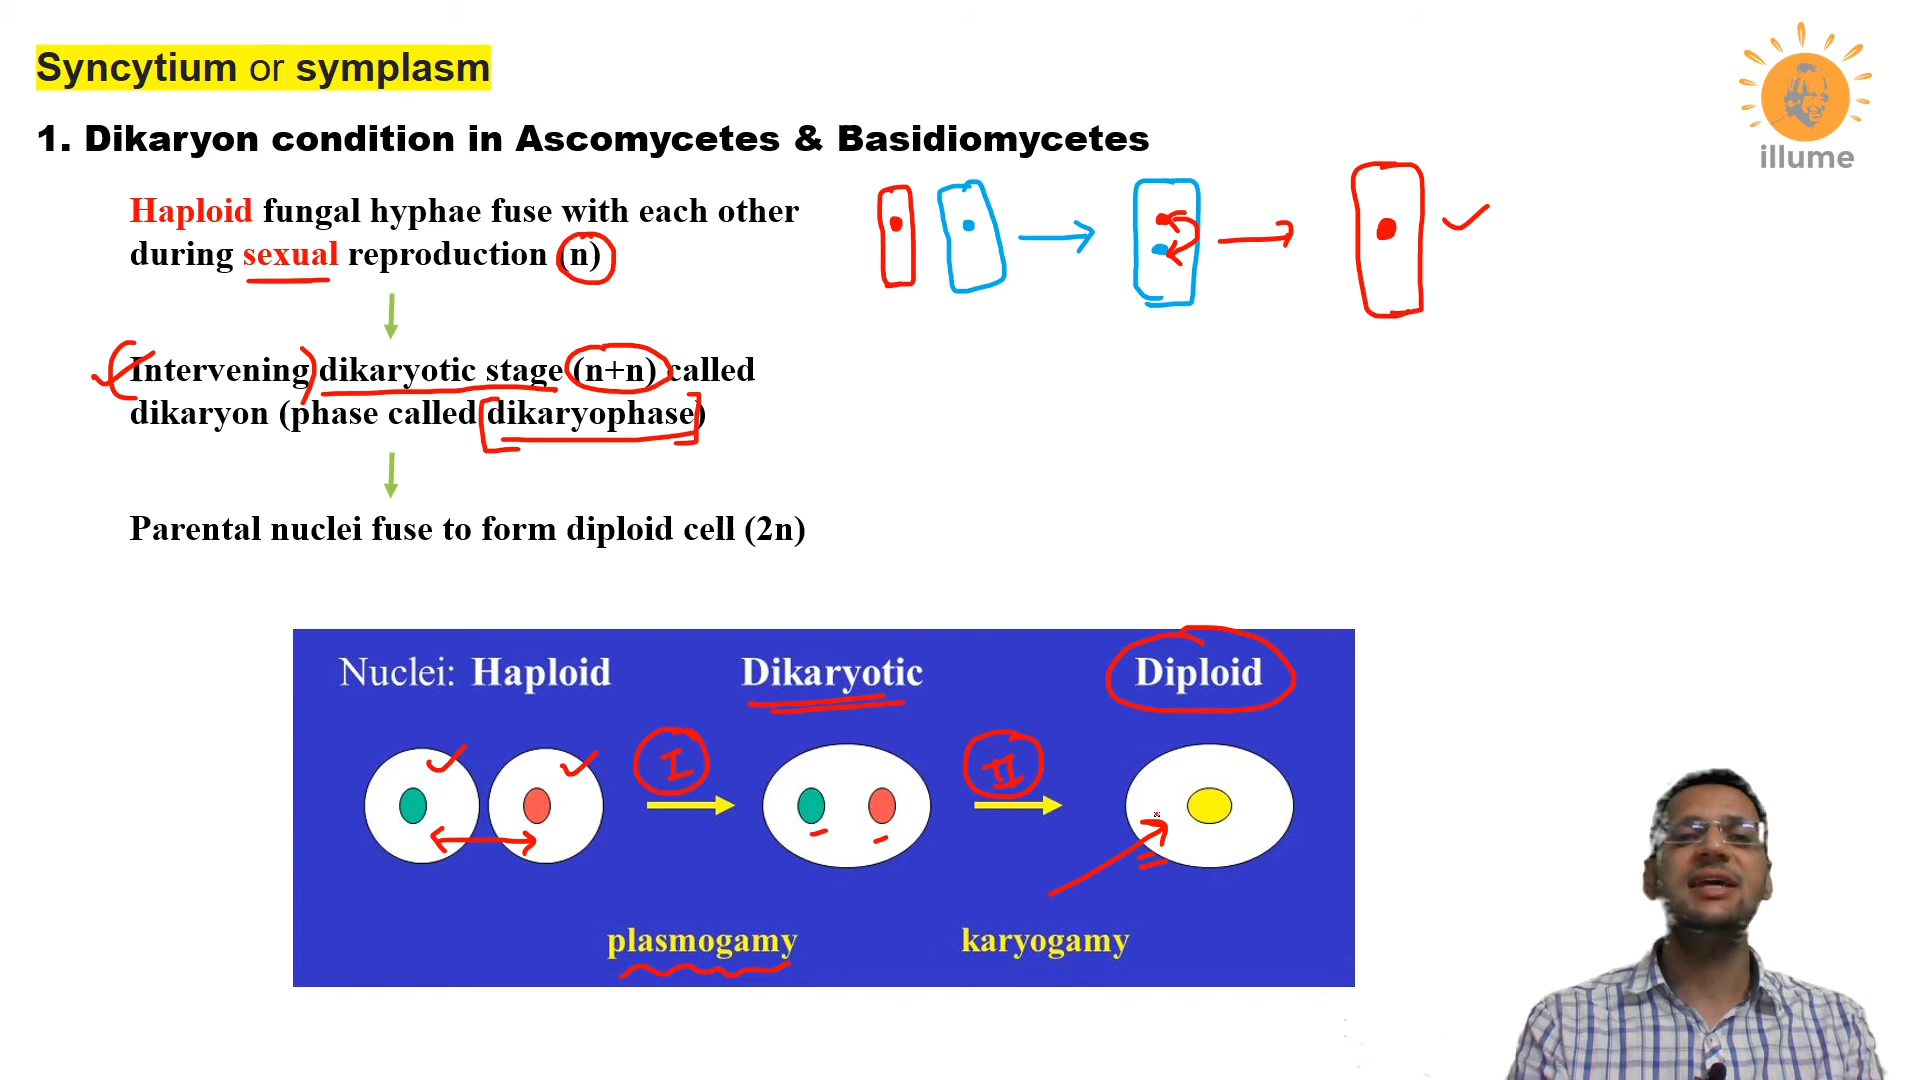 Syncytium or symplasm
illume
1. Dikaryon condition in Ascomycetes & Basidiomycetes
Haploid fungal hyphae fuse with each other
during sexual reproduction (n)
Intervening dikaryotic stage (n+n) called
dikaryon (phase called dikaryophase)
Parental nuclei fuse to form diploid cell (2n)
Nuclei: Haploid Dikaryotic Diploid
I II
plasmogamy karyogamy